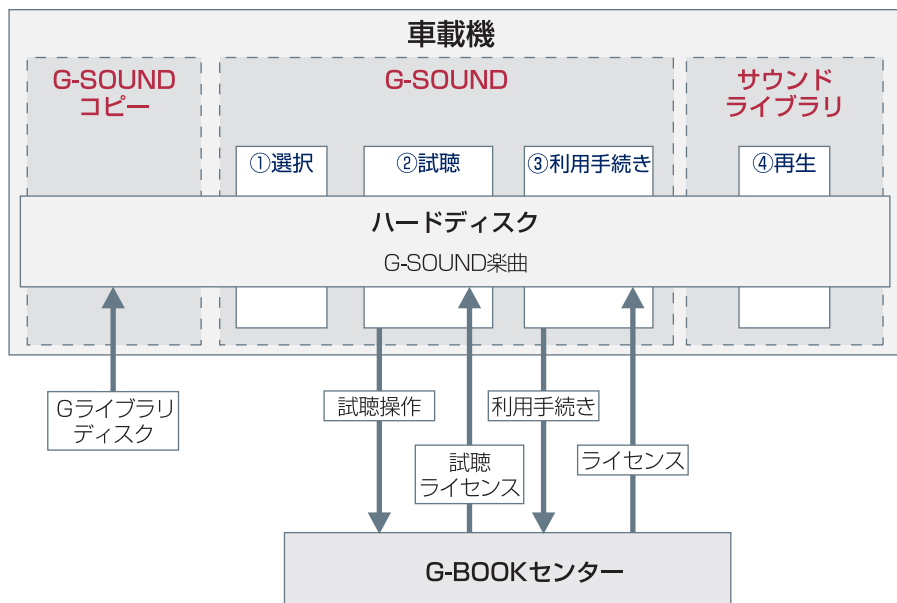 車載機
G-SOUND
コピー
G-SOUND
サウンド
ライブラリ
①選択
②試聴
③利用手続き
④再生
ハードディスク
G-SOUND楽曲
Gライブラリ
ディスク
試聴操作
試聴
ライセンス
利用手続き
ライセンス
G-BOOKセンター